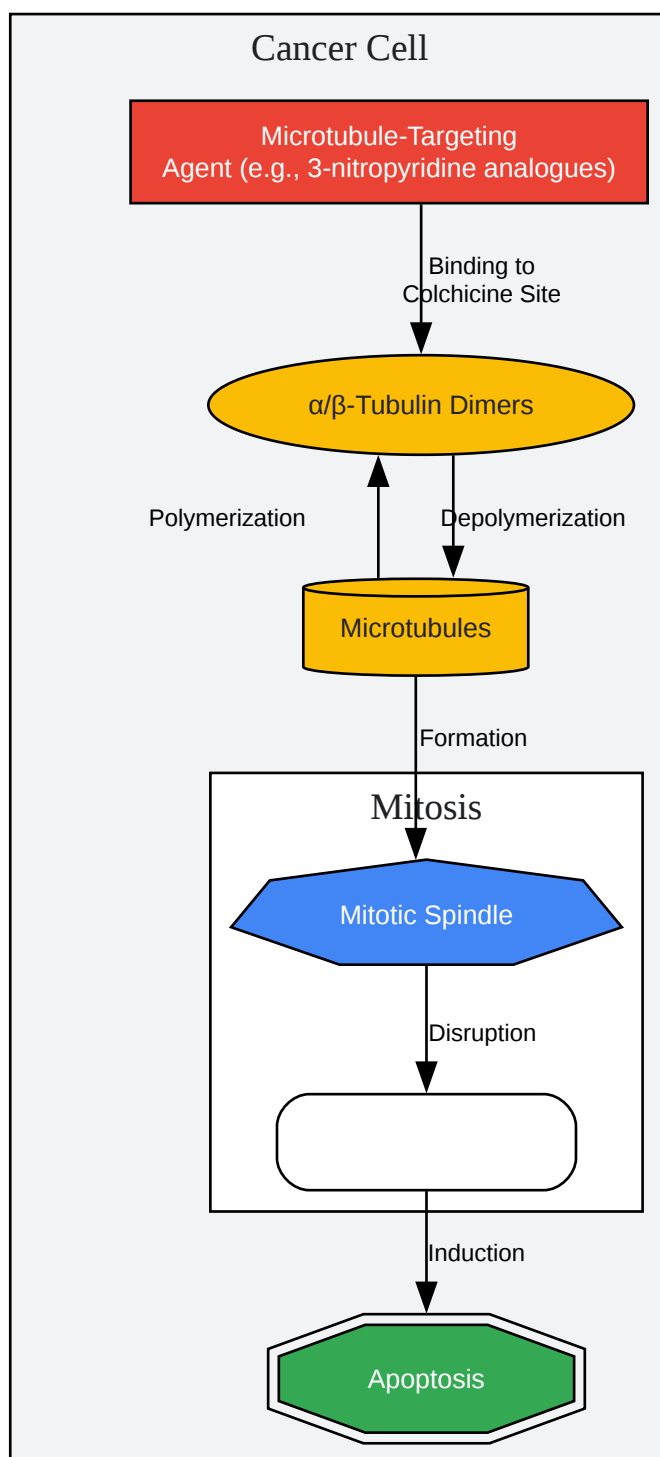 Cancer Cell
Microtubule-Targeting
Agent (e.g., 3-nitropyridine analogues)
Binding to
Colchicine Site
α/β-Tubulin Dimers
Polymerization
Depolymerization
Microtubules
Formation
Mitosis
Mitotic Spindle
Disruption
Induction
Apoptosis